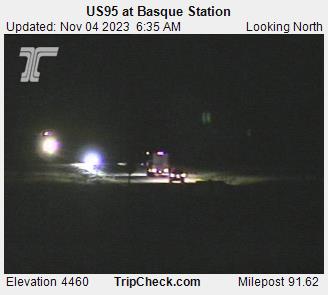 US95 at Basque Station
Updated: Nov 04 2023 6:35 AM Looking North
Elevation 4460 TripCheck.com Milepost 91.62